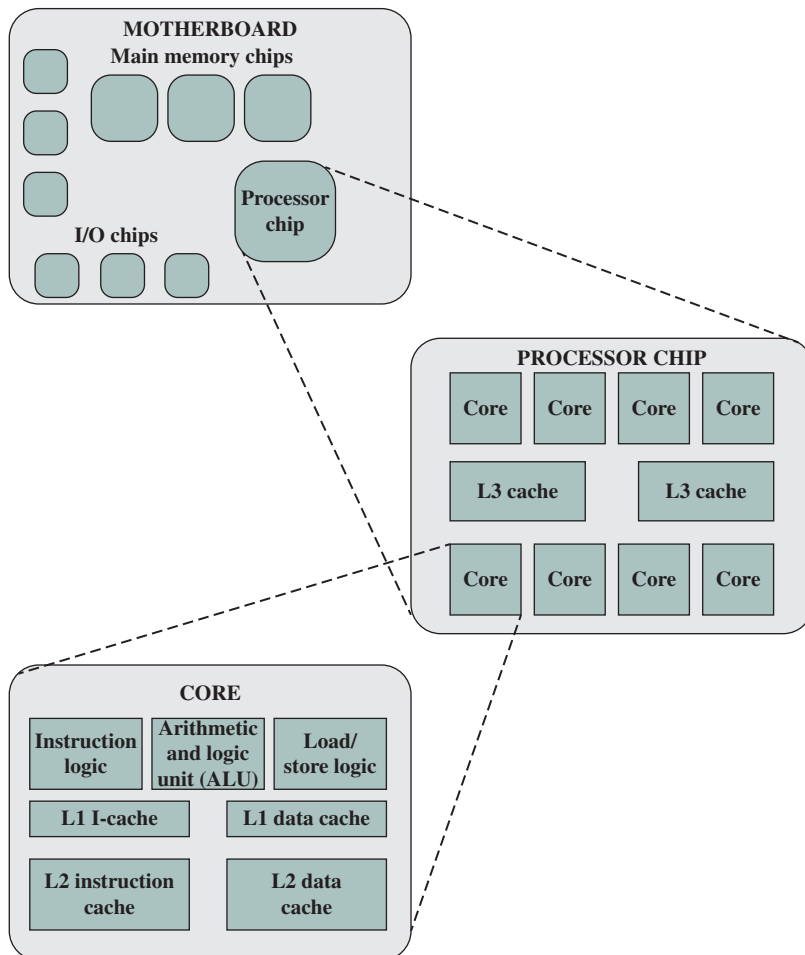 MOTHERBOARD
Main memory chips
Processor
chip
I/O chips
PROCESSOR CHIP
Core
Core
Core
Core
L3 cache
L3 cache
Core
Core
Core
Core
CORE
Instruction
logic
Arithmetic
and logic
unit (ALU)
Load/
store logic
L1 I-cache
L1 data cache
L2 instruction
cache
L2 data
cache